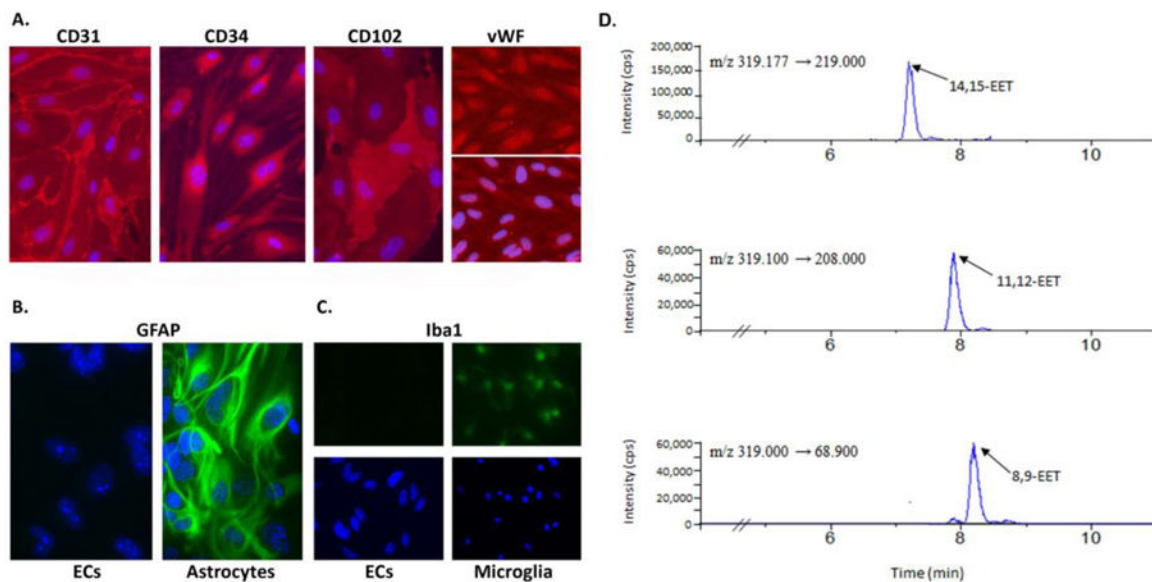 A.
CD31 CD34 CD102 vWF
B.
GFAP
C.
Iba1
ECs Astrocytes ECs Microglia
D.
200,000
150,000
100,000
50,000
0
Intensity (cps)
m/z 319.177 → 219.000
14,15-EET
6 8 10
60,000
40,000
20,000
0
Intensity (cps)
m/z 319.100 → 208.000
11,12-EET
6 8 10
60,000
40,000
20,000
0
Intensity (cps)
m/z 319.000 → 68.900
8,9-EET
6 8 10
Time (min)